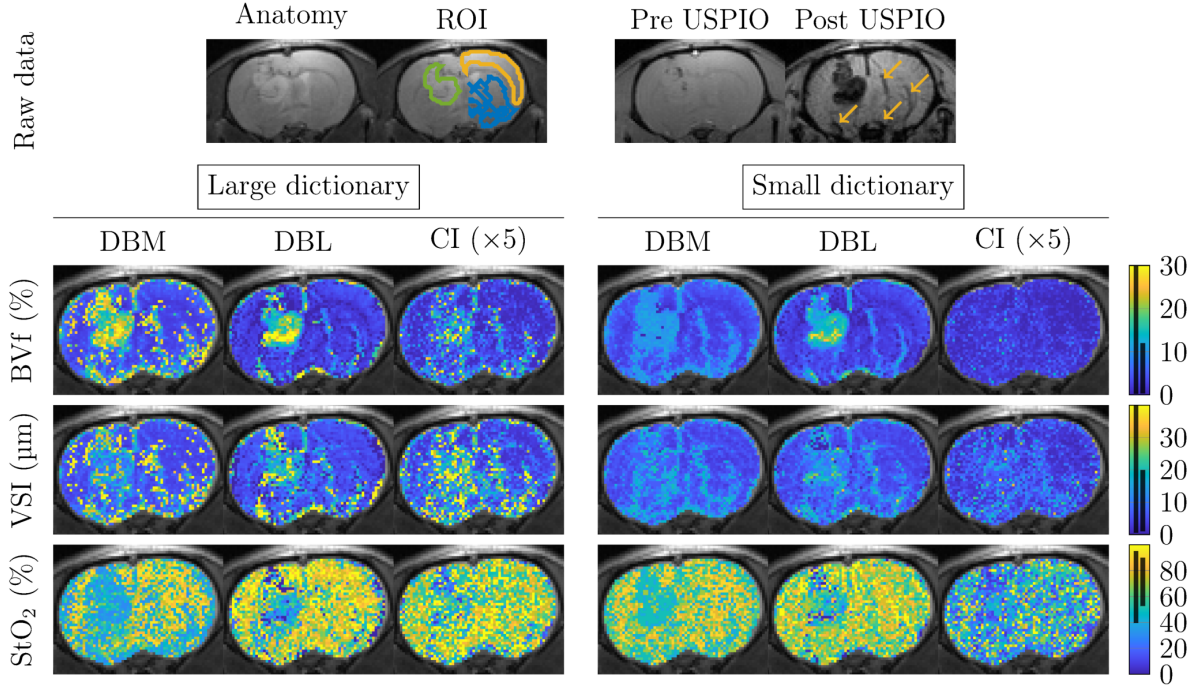 Anatomy ROI Pre USPIO Post USPIO
Raw data
Large dictionary Small dictionary
DBM DBL CI (×5) DBM DBL CI (×5)
BVf (%)
30
20
10
0
VSI (µm)
30
20
10
0
StO₂ (%)
80
60
40
20
0